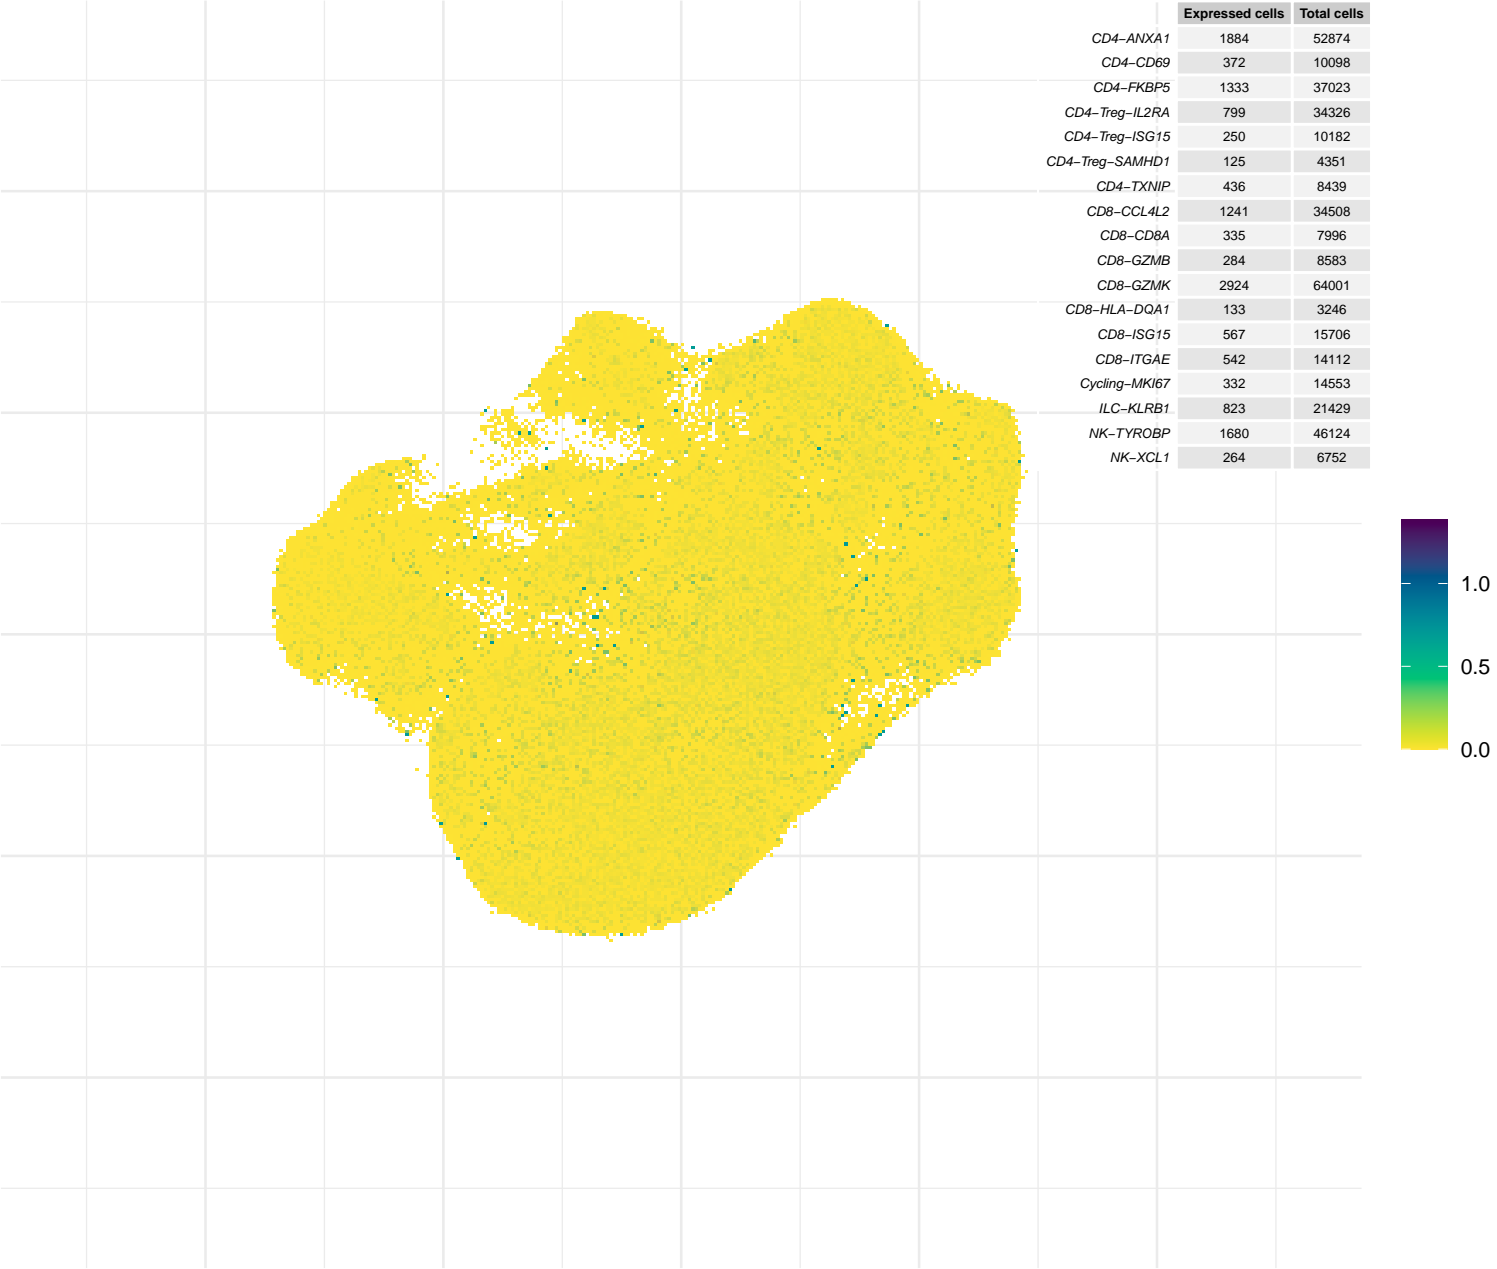 Expressed cells Total cells
CD4−ANXA1 1884 52874
CD4−CD69 372 10098
CD4−FKBP5 1333 37023
CD4−Treg−IL2RA 799 34326
CD4−Treg−ISG15 250 10182
CD4−Treg−SAMHD1 125 4351
CD4−TXNIP 436 8439
CD8−CCL4L2 1241 34508
CD8−CD8A 335 7996
CD8−GZMB 284 8583
CD8−GZMK 2924 64001
CD8−HLA−DQA1 133 3246
CD8−ISG15 567 15706
CD8−ITGAE 542 14112
Cycling−MKI67 332 14553
ILC−KLRB1 823 21429
NK−TYROBP 1680 46124
NK−XCL1 264 6752
1.0
0.5
0.0